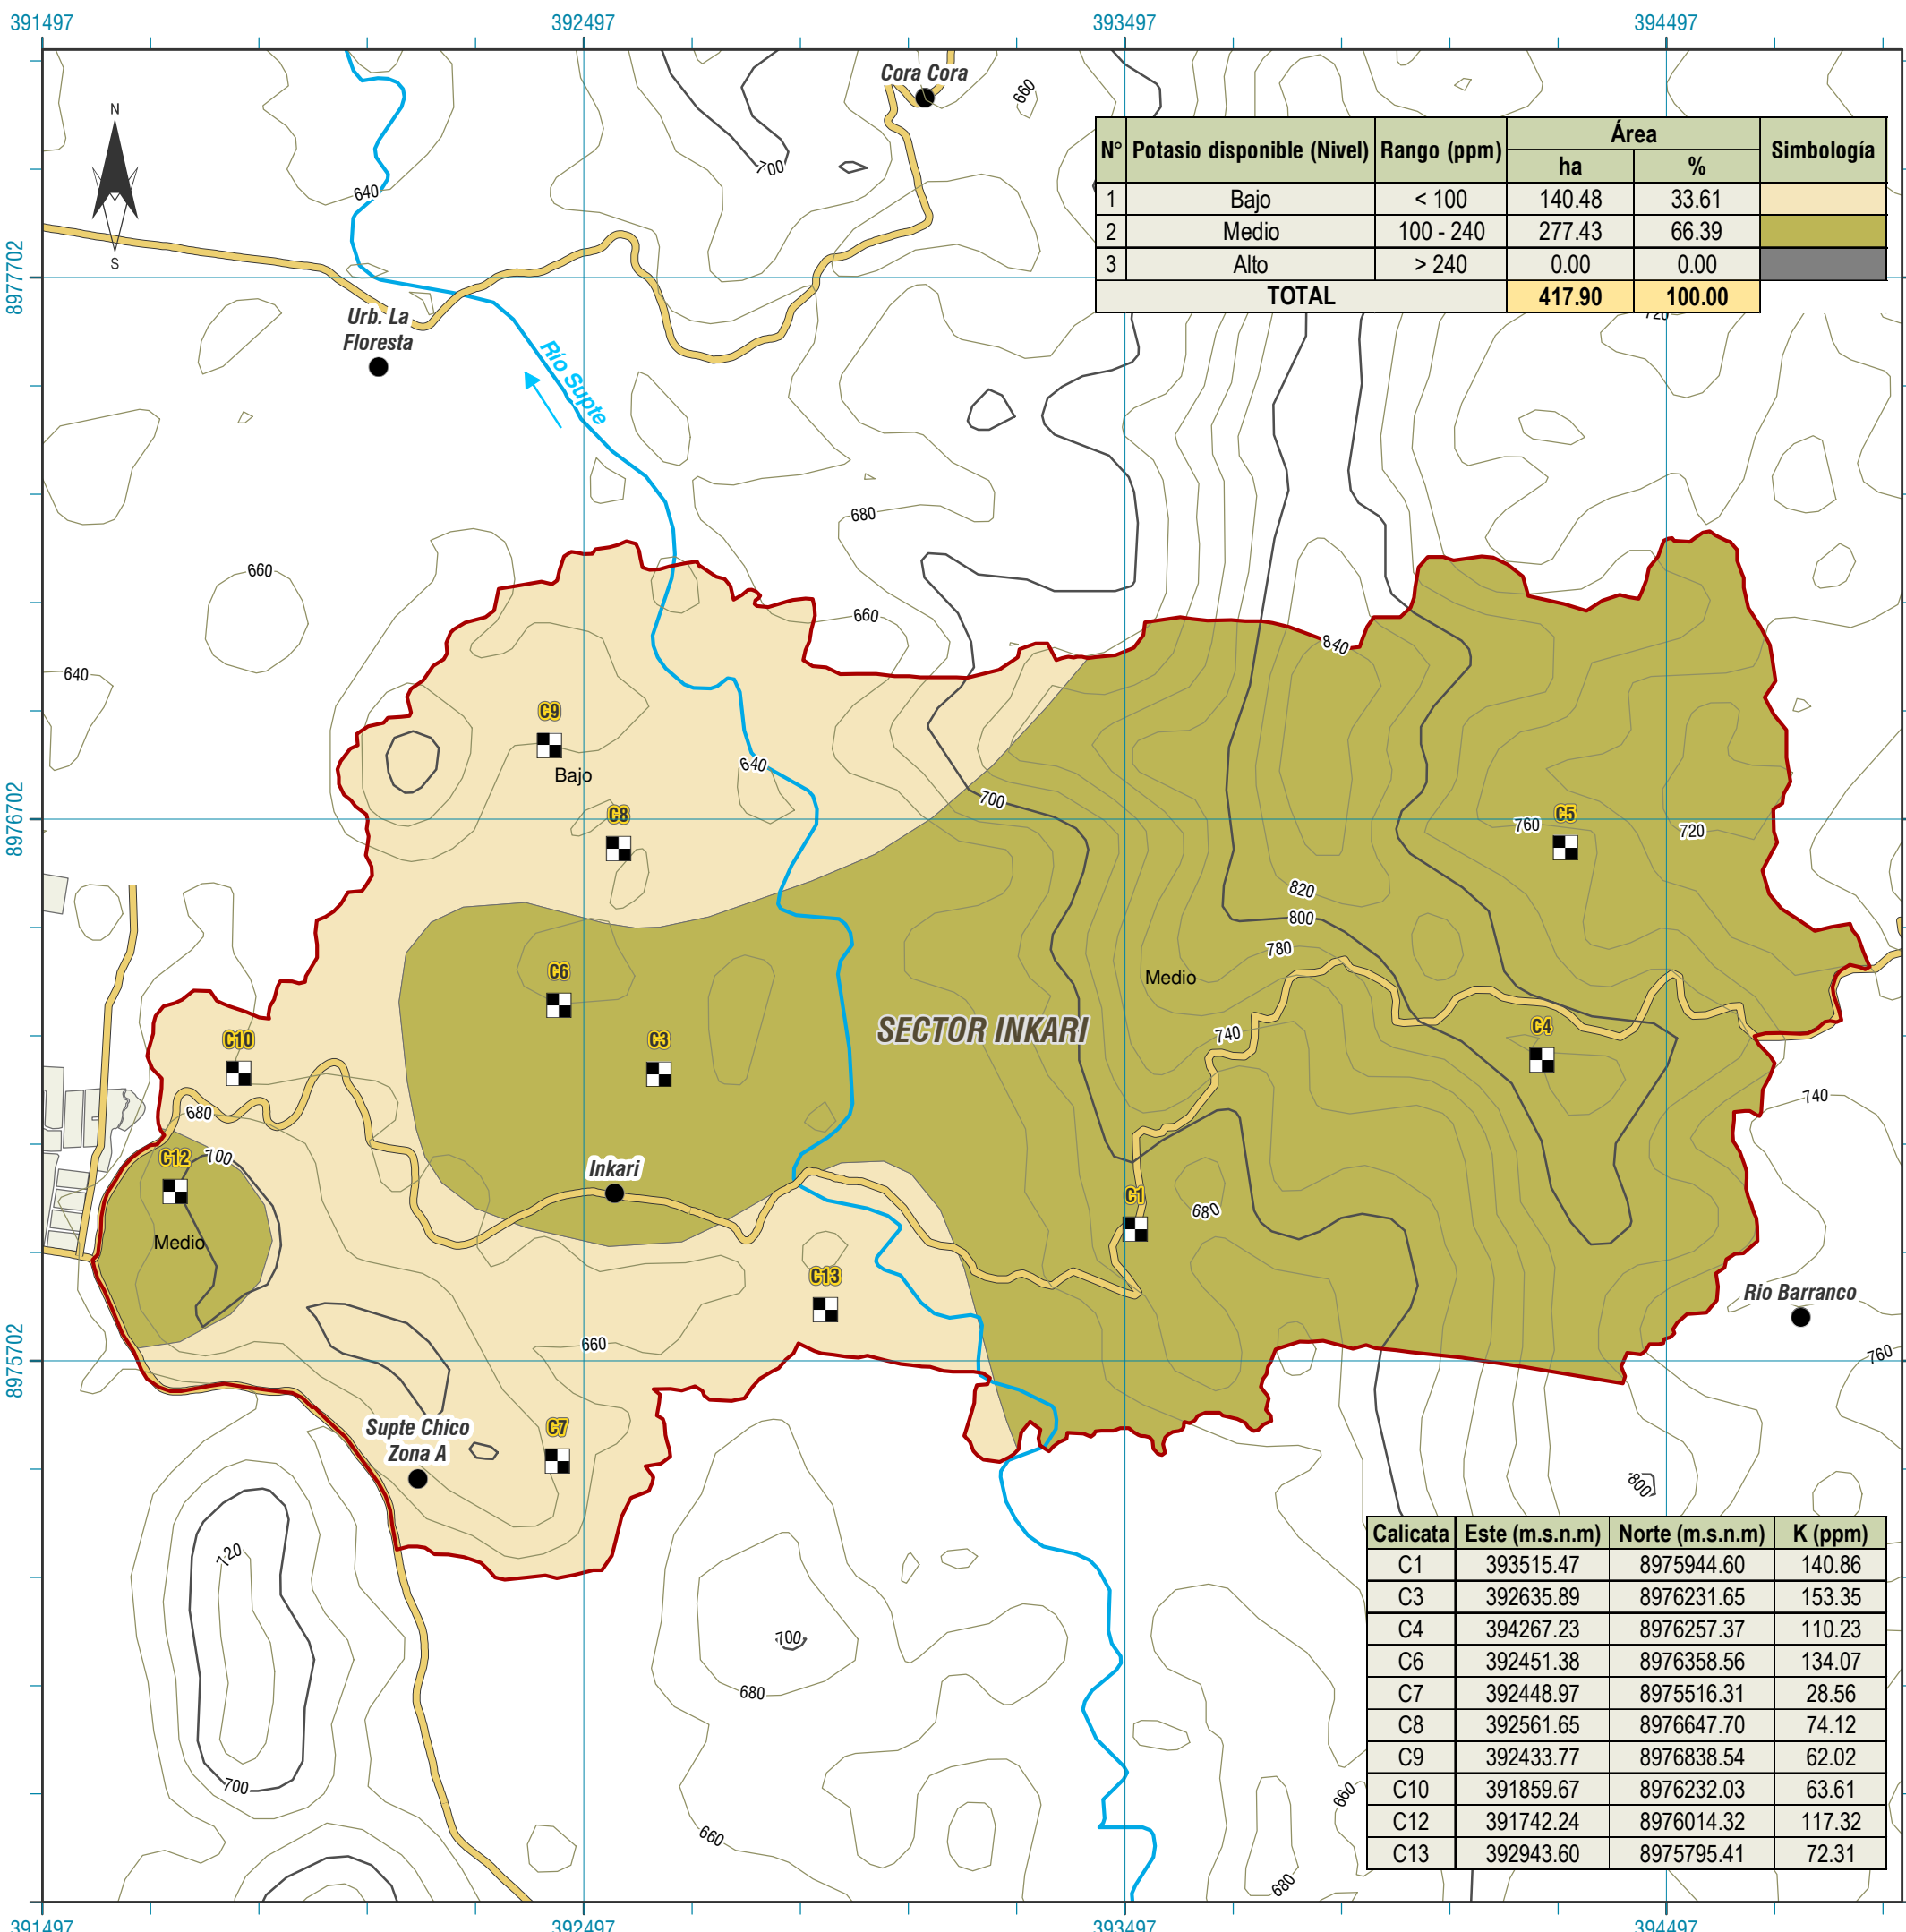 391497 392497 393497 394497
Cora Cora
660
N
S
700
640
N° Potasio disponible (Nivel) Rango (ppm) Área Simbología
ha %
1 Bajo < 100 140.48 33.61
2 Medio 100 - 240 277.43 66.39
3 Alto > 240 0.00 0.00
TOTAL 417.90 100.00
720
8977702
Urb. La
Floresta
Río Supte
680
660
660
840
640
C9
Bajo
640
C8
700
C5
760
720
8976702
820
800
780
C6
Medio
SECTOR INKARI
C10
C3
740
C4
740
680
C12
700
Inkari
C1
680
Medio
C13
Rio Barranco
660
760
8975702
Supte Chico
Zona A
C7
800
720
700
680
700
660
660
680
Calicata Este (m.s.n.m) Norte (m.s.n.m) K (ppm)
C1 393515.47 8975944.60 140.86
C3 392635.89 8976231.65 153.35
C4 394267.23 8976257.37 110.23
C6 392451.38 8976358.56 134.07
C7 392448.97 8975516.31 28.56
C8 392561.65 8976647.70 74.12
C9 392433.77 8976838.54 62.02
C10 391859.67 8976232.03 63.61
C12 391742.24 8976014.32 117.32
C13 392943.60 8975795.41 72.31
391497 392497 393497 394497